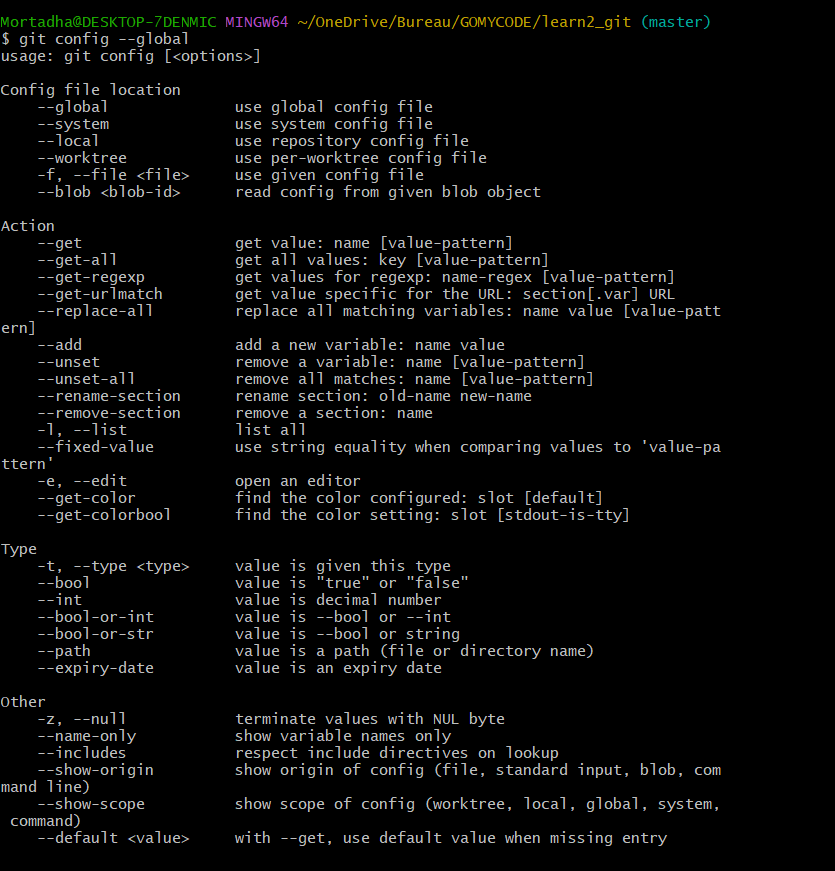 Mortadha@DESKTOP-7DENMIC MINGW64 ~/OneDrive/Bureau/GOMYCODE/learn2_git (master)
$ git config --global
usage: git config [<options>]

Config file location
    --global              use global config file
    --system              use system config file
    --local               use repository config file
    --worktree            use per-worktree config file
    -f, --file <file>     use given config file
    --blob <blob-id>      read config from given blob object

Action
    --get                 get value: name [value-pattern]
    --get-all             get all values: key [value-pattern]
    --get-regexp          get values for regexp: name-regex [value-pattern]
    --get-urlmatch        get value specific for the URL: section[.var] URL
    --replace-all         replace all matching variables: name value [value-patt
ern]
    --add                 add a new variable: name value
    --unset               remove a variable: name [value-pattern]
    --unset-all           remove all matches: name [value-pattern]
    --rename-section      rename section: old-name new-name
    --remove-section      remove a section: name
    -l, --list            list all
    --fixed-value         use string equality when comparing values to 'value-pa
ttern'
    -e, --edit            open an editor
    --get-color           find the color configured: slot [default]
    --get-colorbool       find the color setting: slot [stdout-is-tty]

Type
    -t, --type <type>     value is given this type
    --bool                value is "true" or "false"
    --int                 value is decimal number
    --bool-or-int         value is --bool or --int
    --bool-or-str         value is --bool or string
    --path                value is a path (file or directory name)
    --expiry-date         value is an expiry date

Other
    -z, --null            terminate values with NUL byte
    --name-only           show variable names only
    --includes            respect include directives on lookup
    --show-origin         show origin of config (file, standard input, blob, com
mand line)
    --show-scope          show scope of config (worktree, local, global, system,
 command)
    --default <value>     with --get, use default value when missing entry